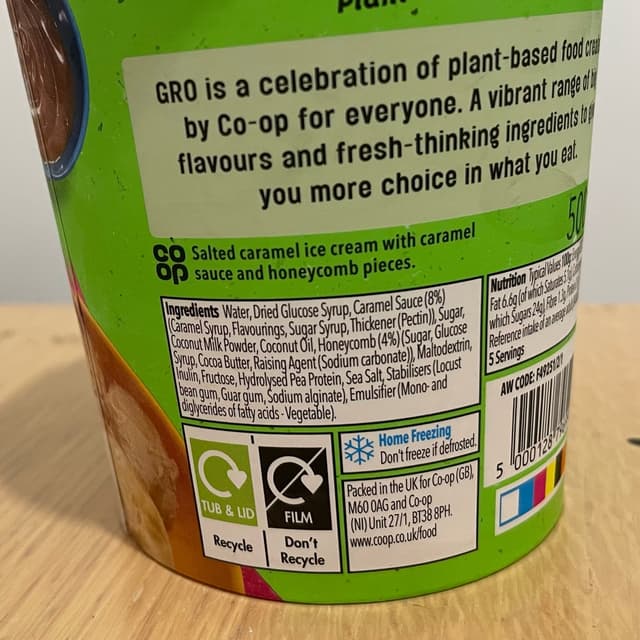 GRO is a celebration of plant-based food
by Co-op for everyone. A vibrant range of
flavours and fresh-thinking ingredients to
you more choice in what you eat.
50
CO OP
Salted caramel ice cream with caramel
sauce and honeycomb pieces.
Ingredients Water, Dried Glucose Syrup, Caramel Sauce (8%)
(Caramel Syrup, Flavourings, Sugar Syrup, Thickener (Pectin)), Sugar,
Coconut Milk Powder, Coconut Oil, Honeycomb (4%) (Sugar, Glucose
Syrup, Cocoa Butter, Raising Agent (Sodium carbonate)), Maltodextrin,
Inulin, Fructose, Hydrolysed Pea Protein, Sea Salt, Stabilisers (Locust
bean gum, Guar gum, Sodium alginate), Emulsifier (Mono- and
diglycerides of fatty acids - Vegetable).
Nutrition Typical Values 100g
Fat 6.6g (of which Saturates
which Sugars 24g), Fibre
Reference intake of an average
5 Servings
AW CODE:
5 000128
TUB & LID
Recycle
FILM
Don't
Recycle
Home Freezing
Don't freeze if defrosted.
Packed in the UK for Co-op (GB),
M60 0AG and Co-op
(NI) Unit 27/1, BT38 8PH.
www.coop.co.uk/food